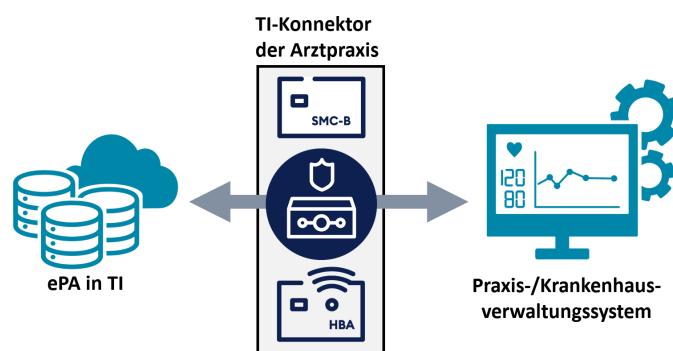 TI-Konnektor
der Arztpraxis
SMC-B
120
80
ePA in TI
HBA
Praxis-/Krankenhaus-
verwaltungssystem